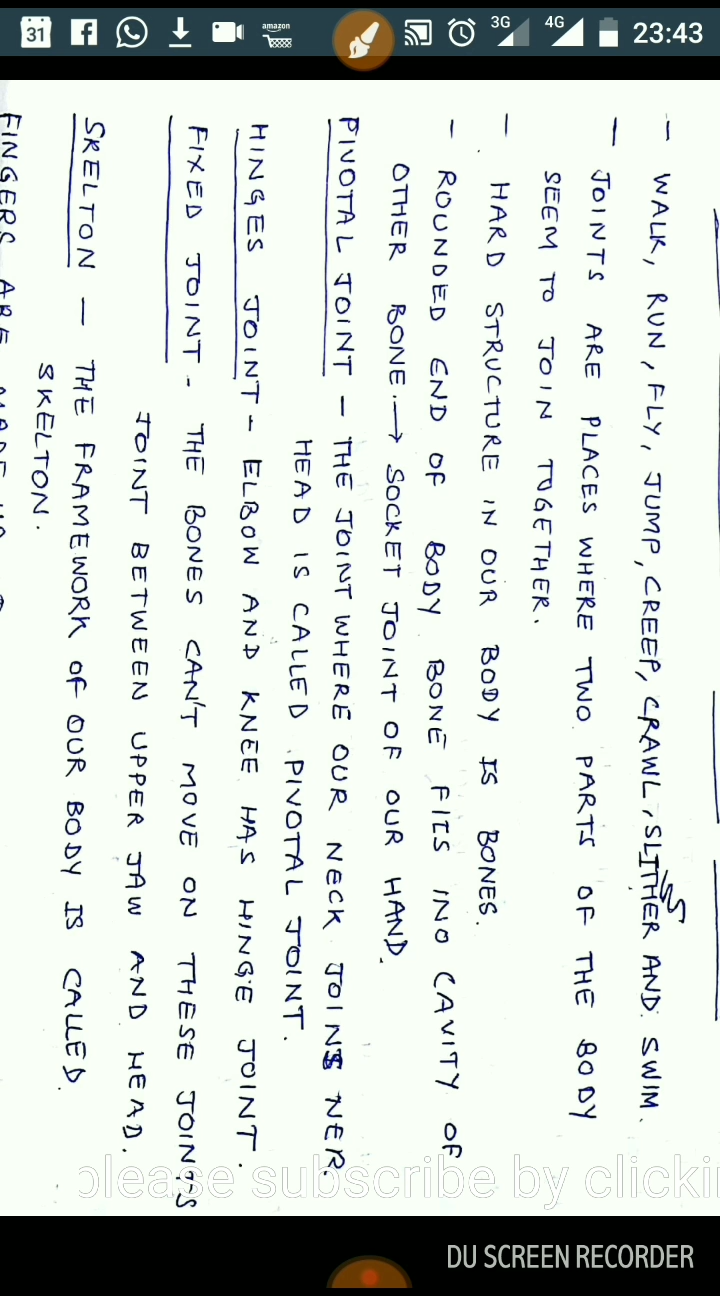 31
amazon
3G
4G
23:43
- WALK, RUN, FLY, JUMP, CREEP, CRAWL, SLITHER AND SWIM.
- JOINTS ARE PLACES WHERE TWO PARTS OF THE BODY
SEEM TO JOIN TOGETHER.
- HARD STRUCTURE IN OUR BODY IS BONES.
- ROUNDED END OF BODY BONE FITS INO CAVITY OF
OTHER BONE. → SOCKET JOINT OF OUR HAND.
PIVOTAL JOINT - THE JOINT WHERE OUR NECK JOINS NER.
HEAD IS CALLED PIVOTAL JOINT.
HINGES JOINT - ELBOW AND KNEE HAS HINGE JOINT.
FIXED JOINT - THE BONES CAN'T MOVE ON THESE JOINTS
JOINT BETWEEN UPPER JAW AND HEAD.
SKELTON - THE FRAMEWORK OF OUR BODY IS CALLED
SKELTON.
FINGERS ARE
please subscribe by
DU SCREEN RECORDER